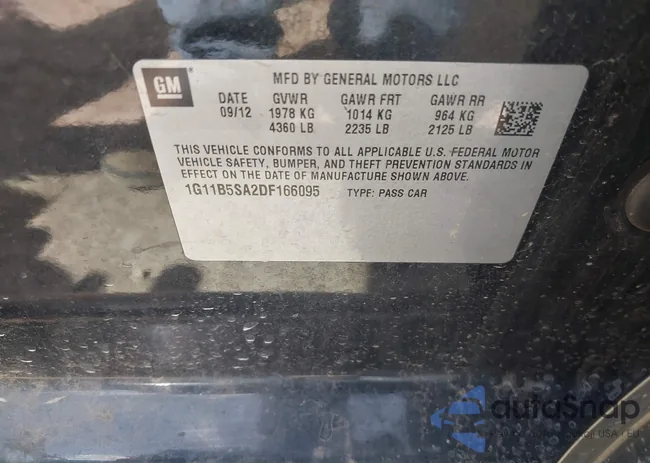 GM
MFD BY GENERAL MOTORS LLC
DATE GVWR GAWR FRT GAWR RR
09/12 1978 KG 1014 KG 964 KG
4360 LB 2235 LB 2125 LB
THIS VEHICLE CONFORMS TO ALL APPLICABLE U.S. FEDERAL MOTOR
VEHICLE SAFETY, BUMPER, AND THEFT PREVENTION STANDARDS IN
EFFECT ON THE DATE OF MANUFACTURE SHOWN ABOVE.
1G11B5SA2DF166095 TYPE: PASS CAR
autoSnap
USA | EU